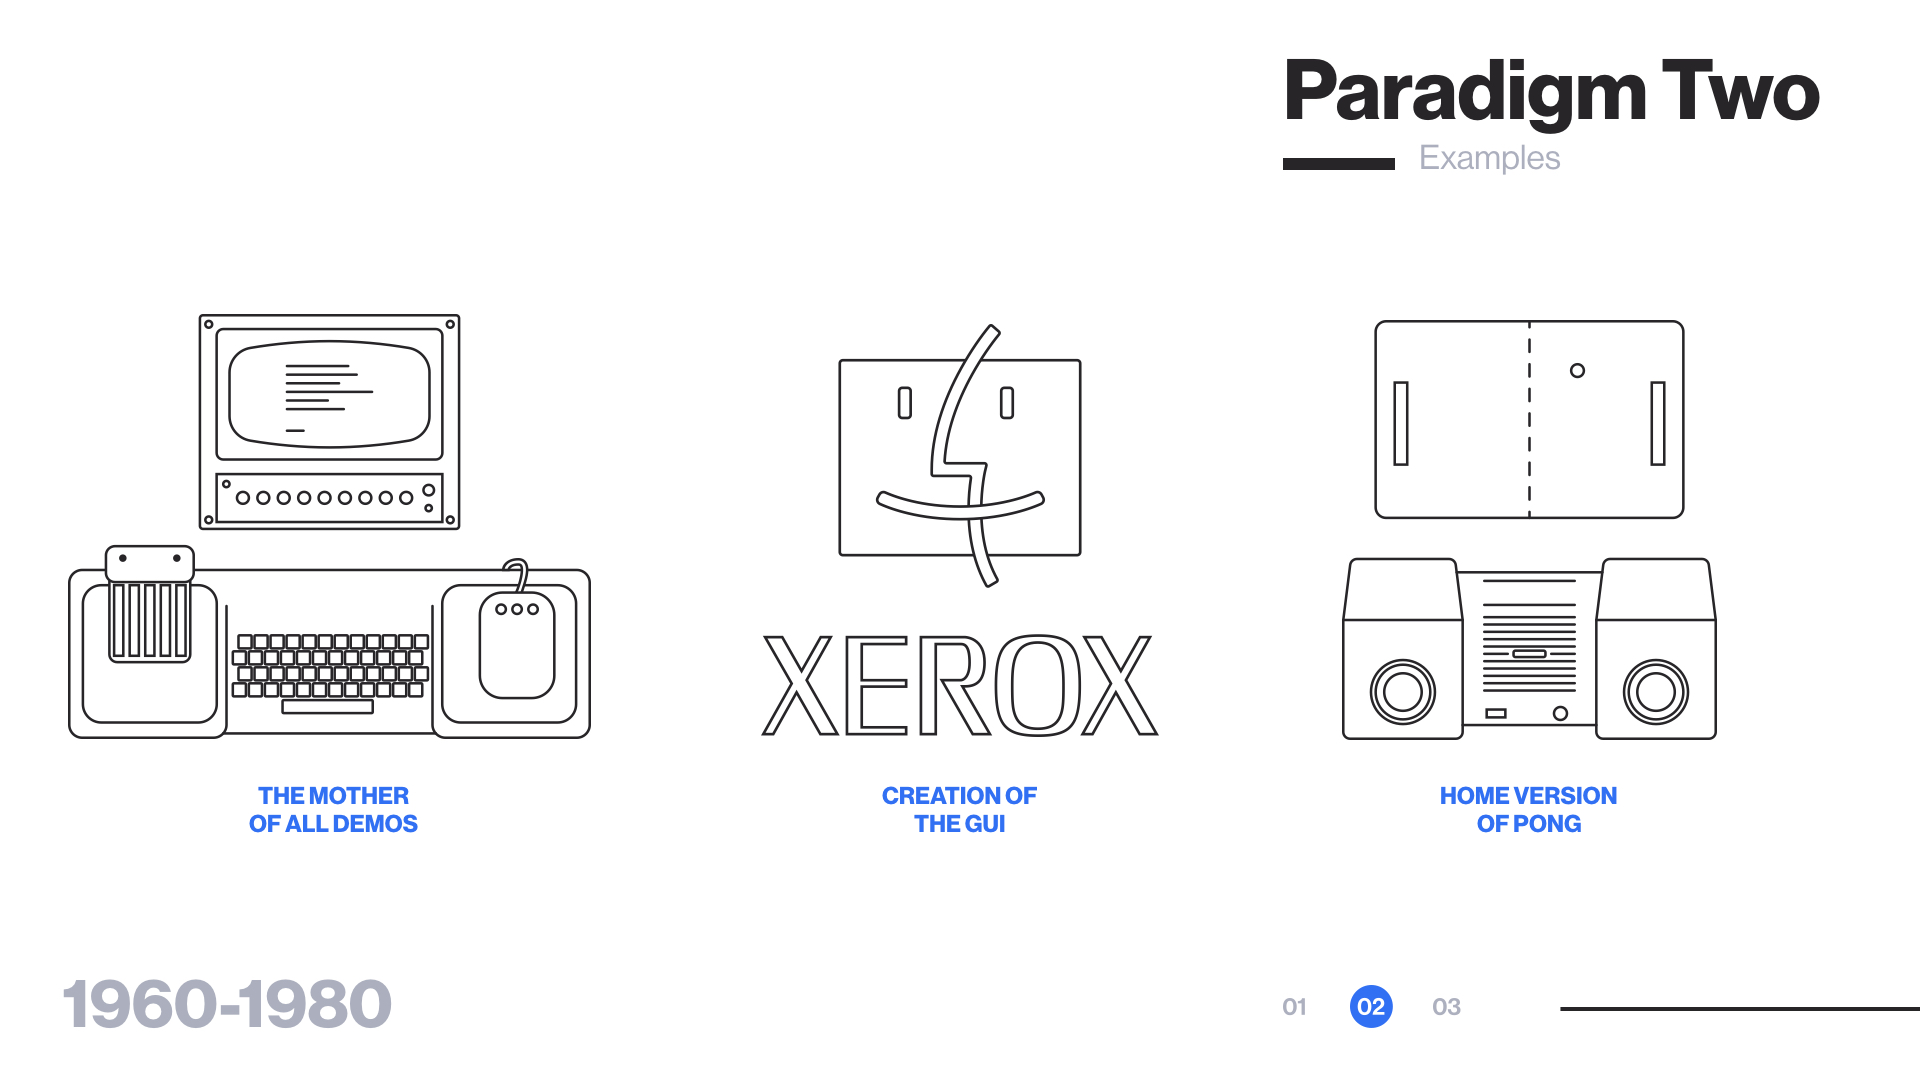 Paradigm Two
Examples
XEROX
THE MOTHER
OF ALL DEMOS
CREATION OF
THE GUI
HOME VERSION
OF PONG
1960-1980
01 02 03